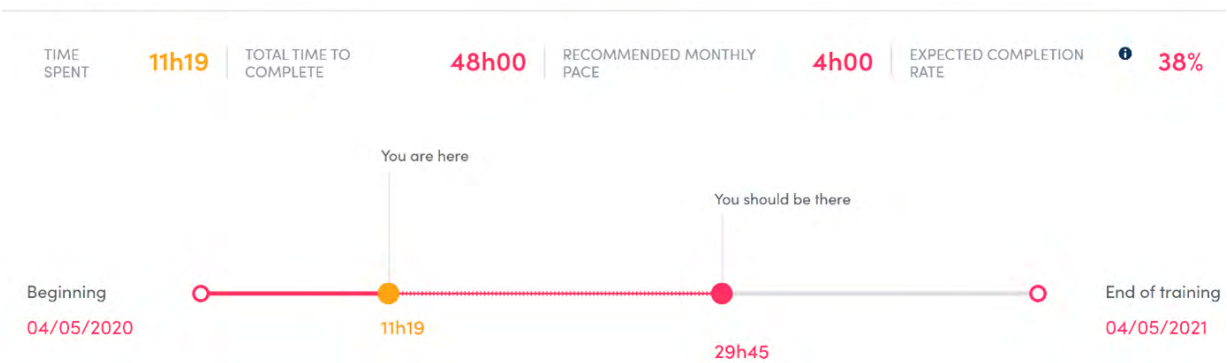 TIME SPENT
11h19
TOTAL TIME TO COMPLETE
48h00
RECOMMENDED MONTHLY PACE
4h00
EXPECTED COMPLETION RATE
i
38%
You are here
You should be there
Beginning
End of training
04/05/2020
11h19
04/05/2021
29h45